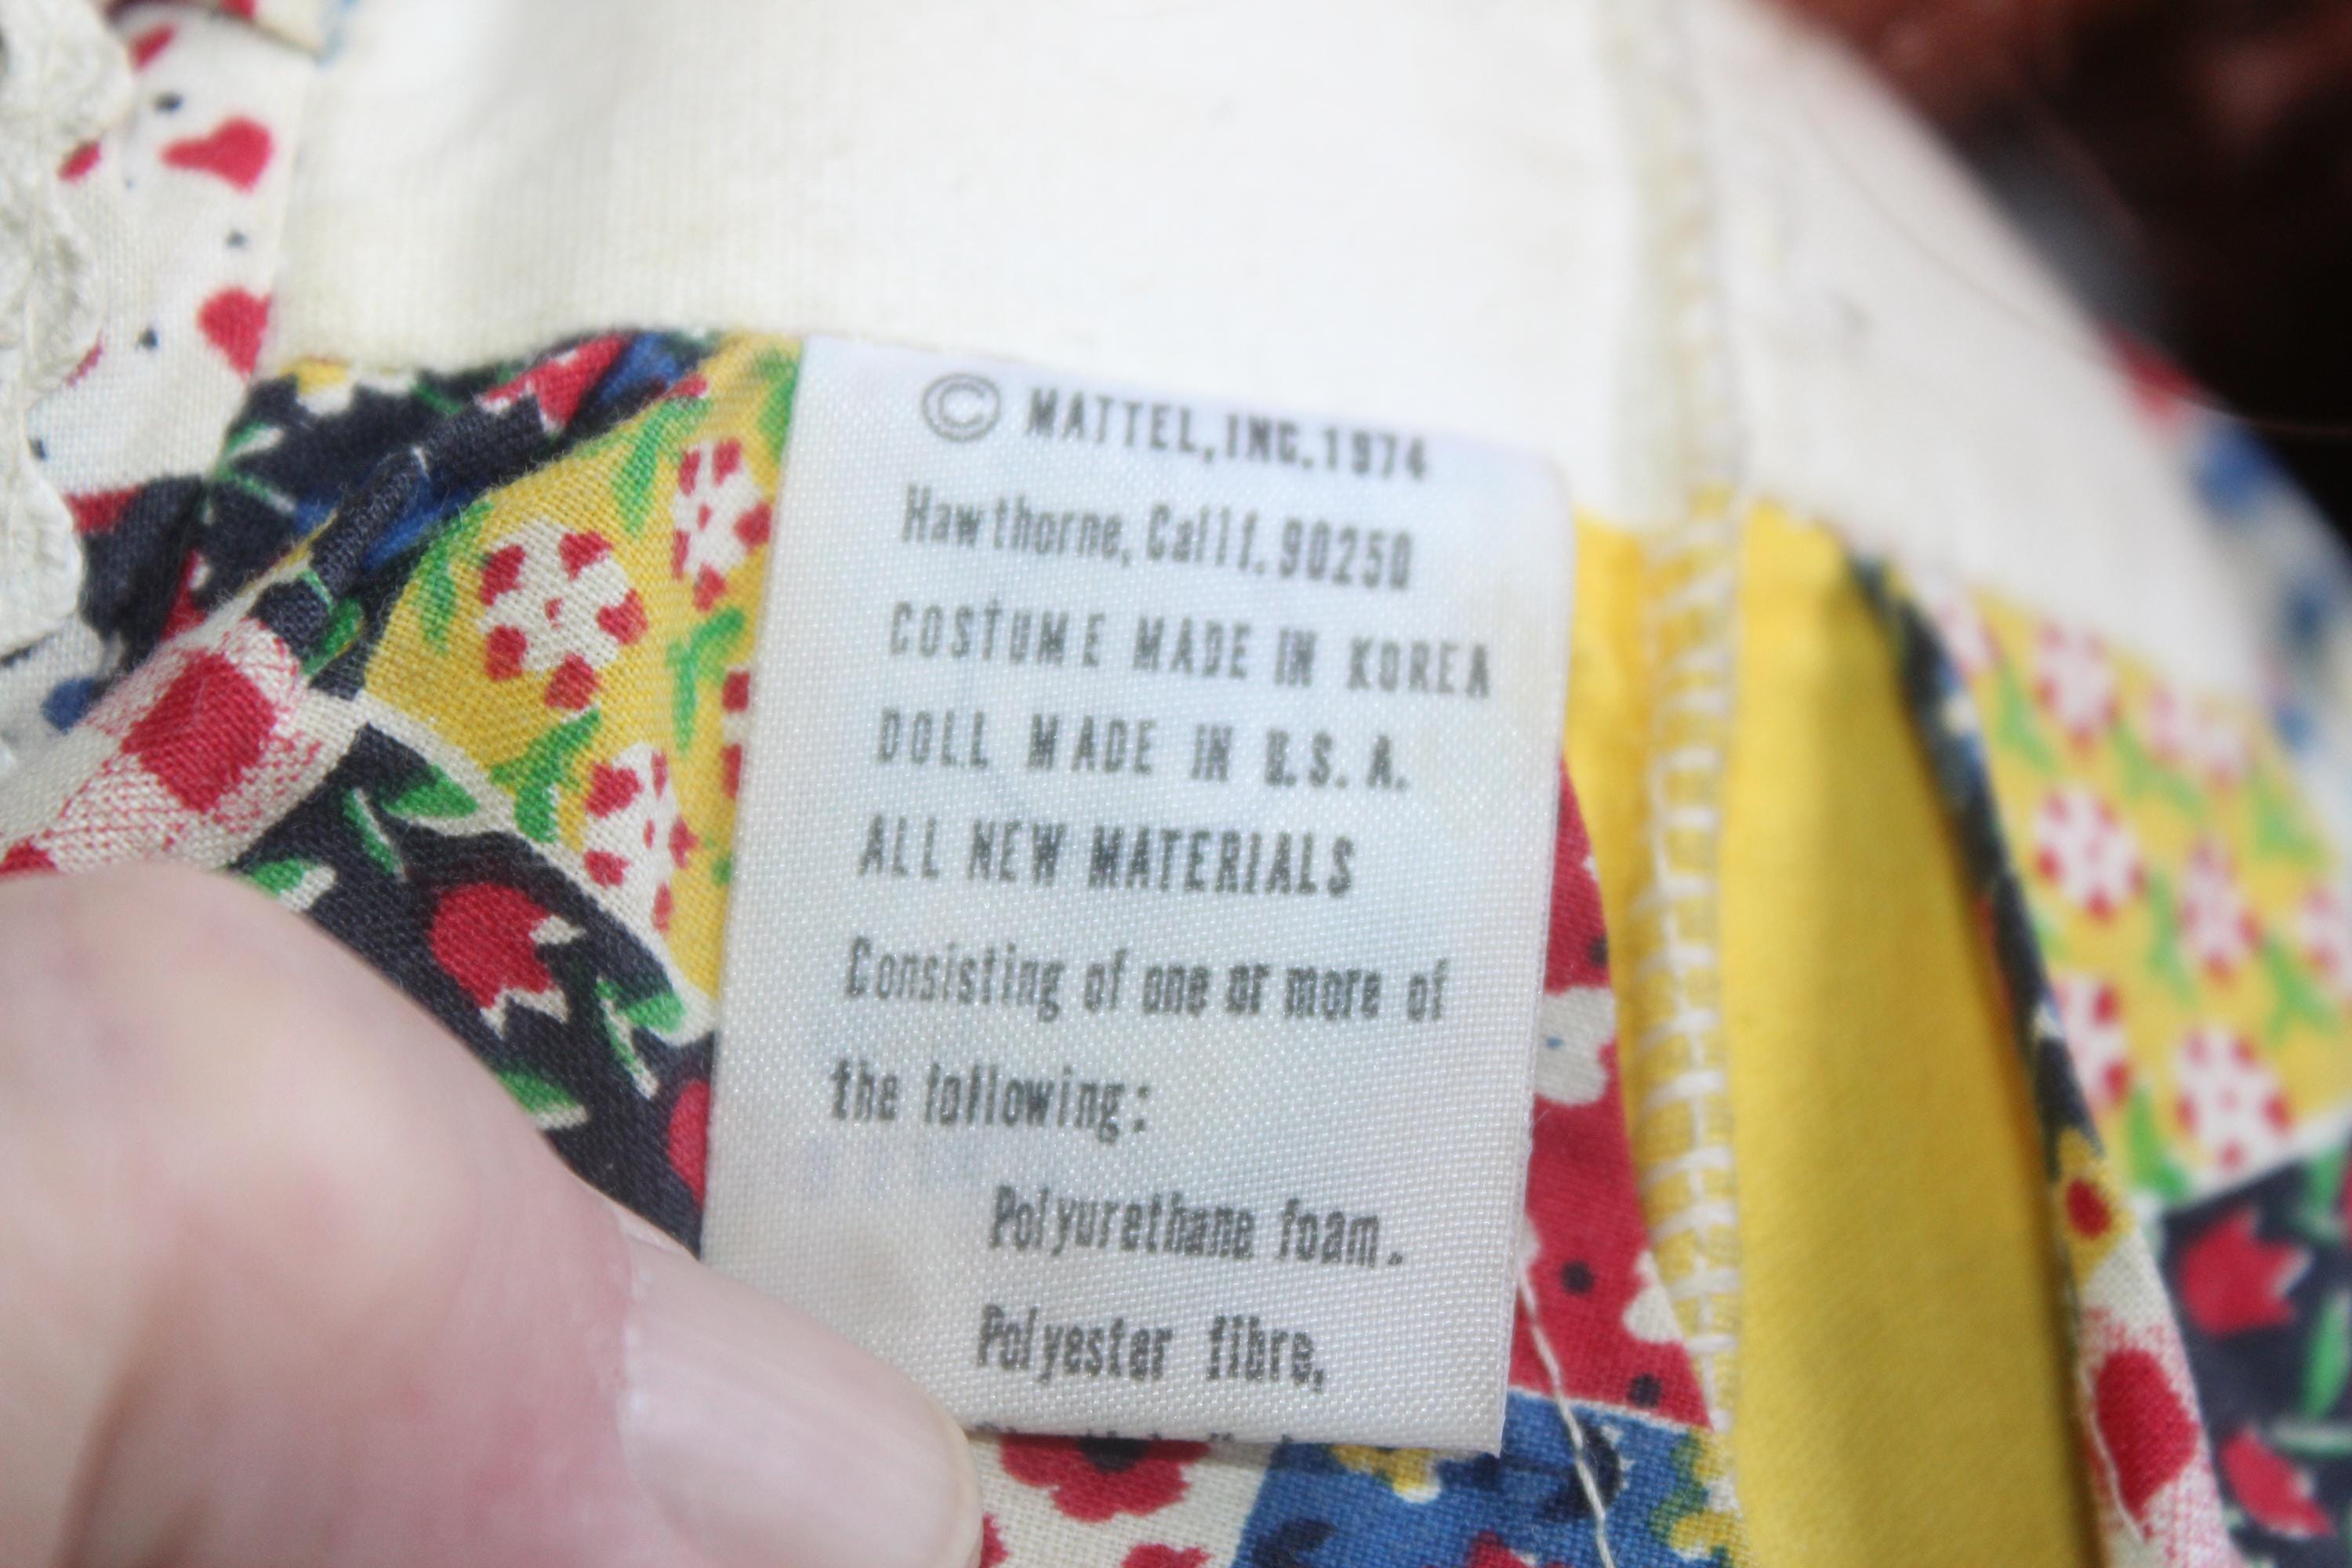 © MATTEL, INC. 1974
Hawthorne, Calif. 90250
COSTUME MADE IN KOREA
DOLL MADE IN U.S.A.
ALL NEW MATERIALS
Consisting of one or more of
the following:
Polyurethane foam.
Polyester fibre,